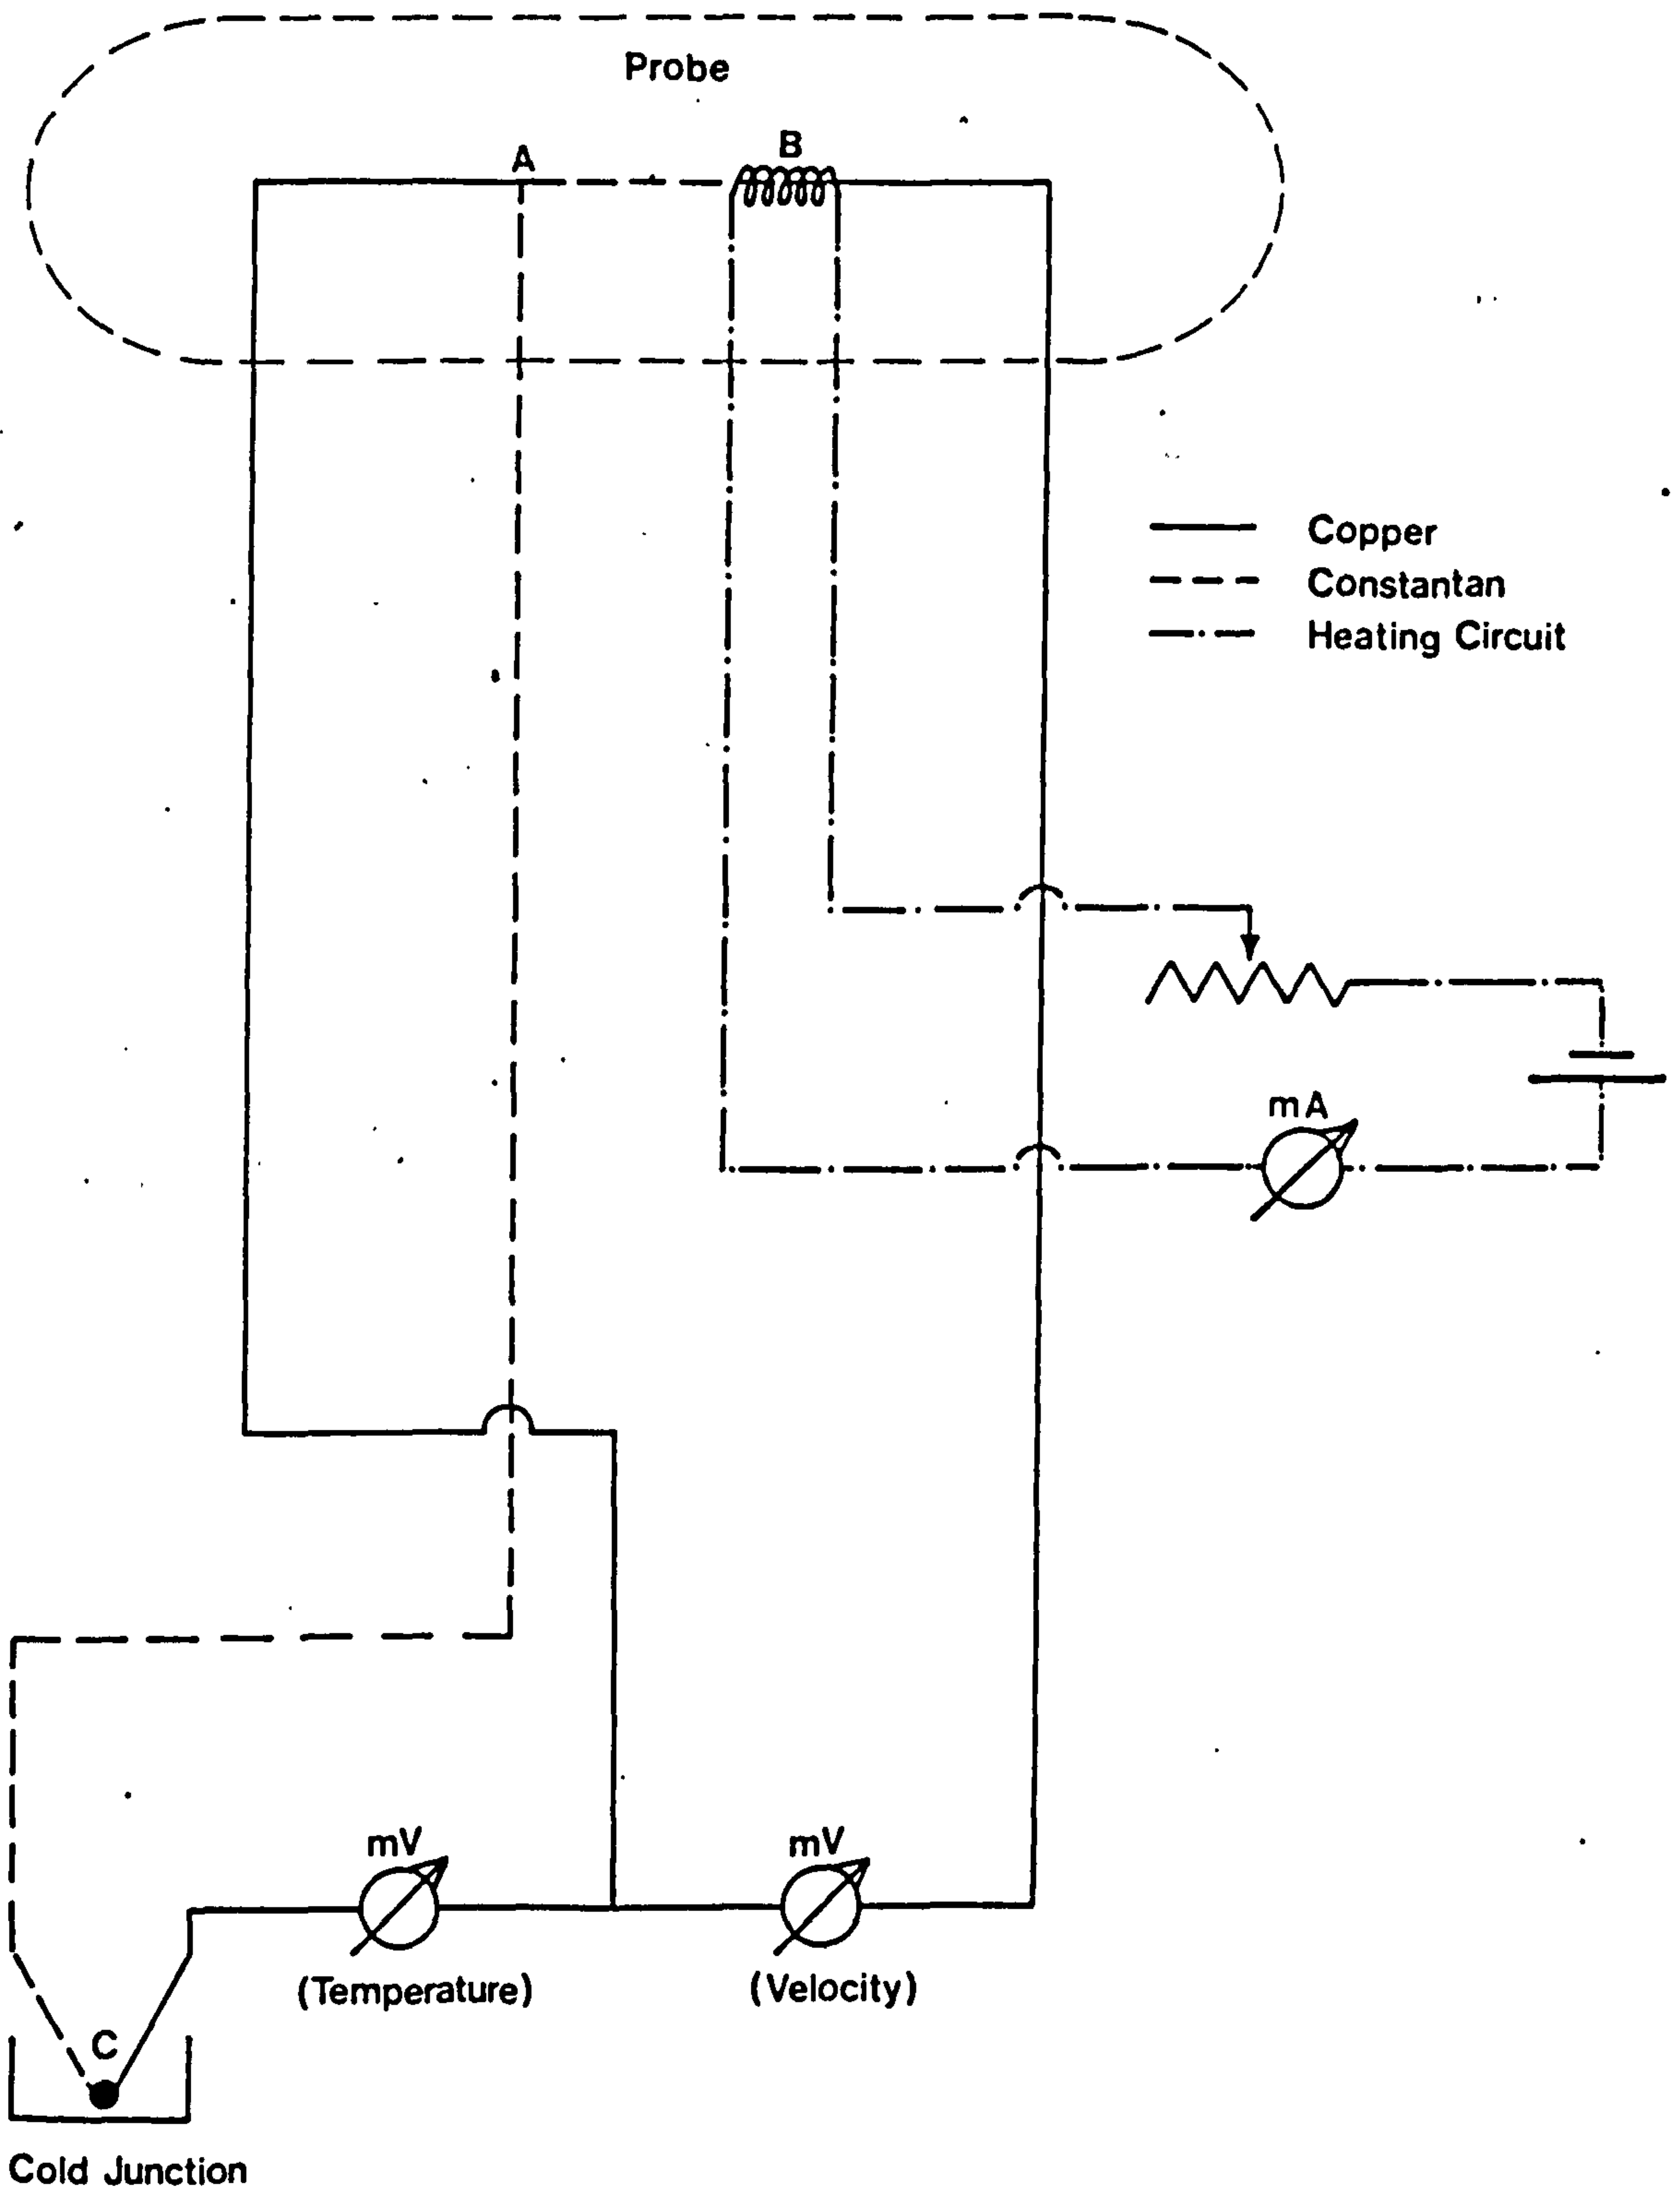 Probe
A
B
Copper
Constantan
Heating Circuit
mA
mV
mV
(Temperature)
(Velocity)
C
Cold Junction